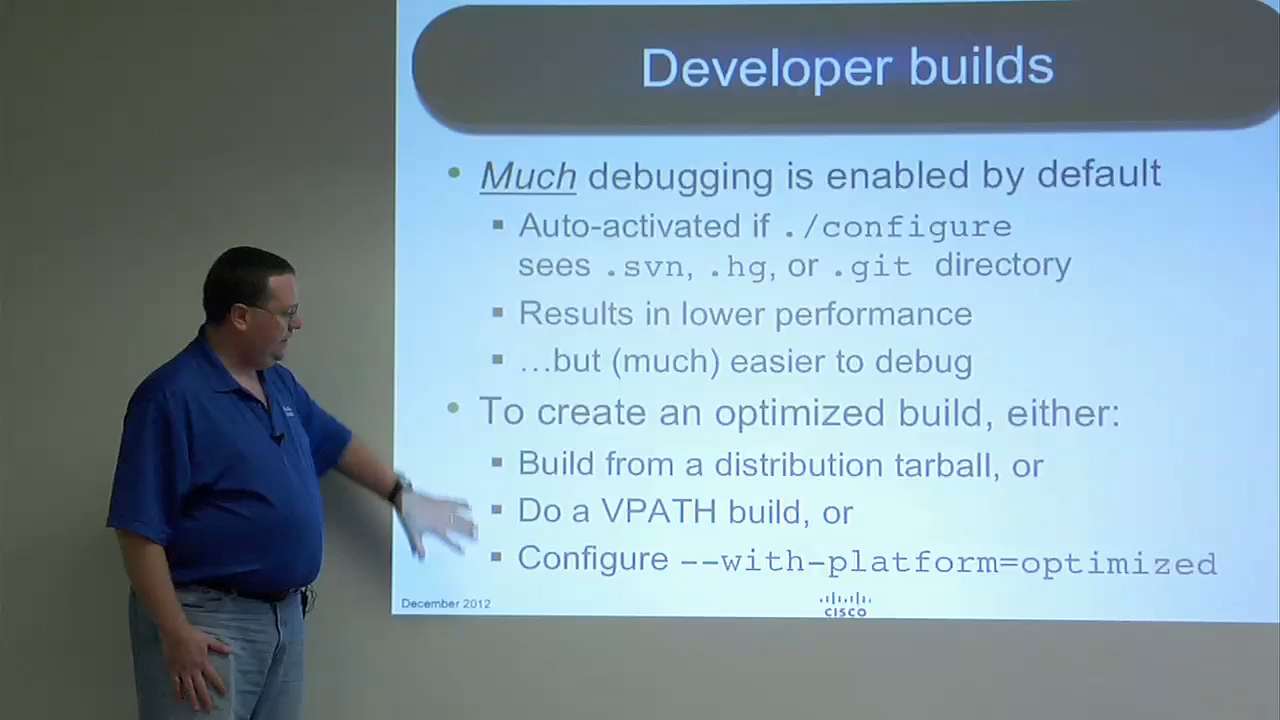 Developer builds
• Much debugging is enabled by default
▪ Auto-activated if ./configure
sees .svn, .hg, or .git directory
▪ Results in lower performance
▪ …but (much) easier to debug
• To create an optimized build, either:
▪ Build from a distribution tarball, or
▪ Do a VPATH build, or
▪ Configure --with-platform=optimized
December 2012
CISCO